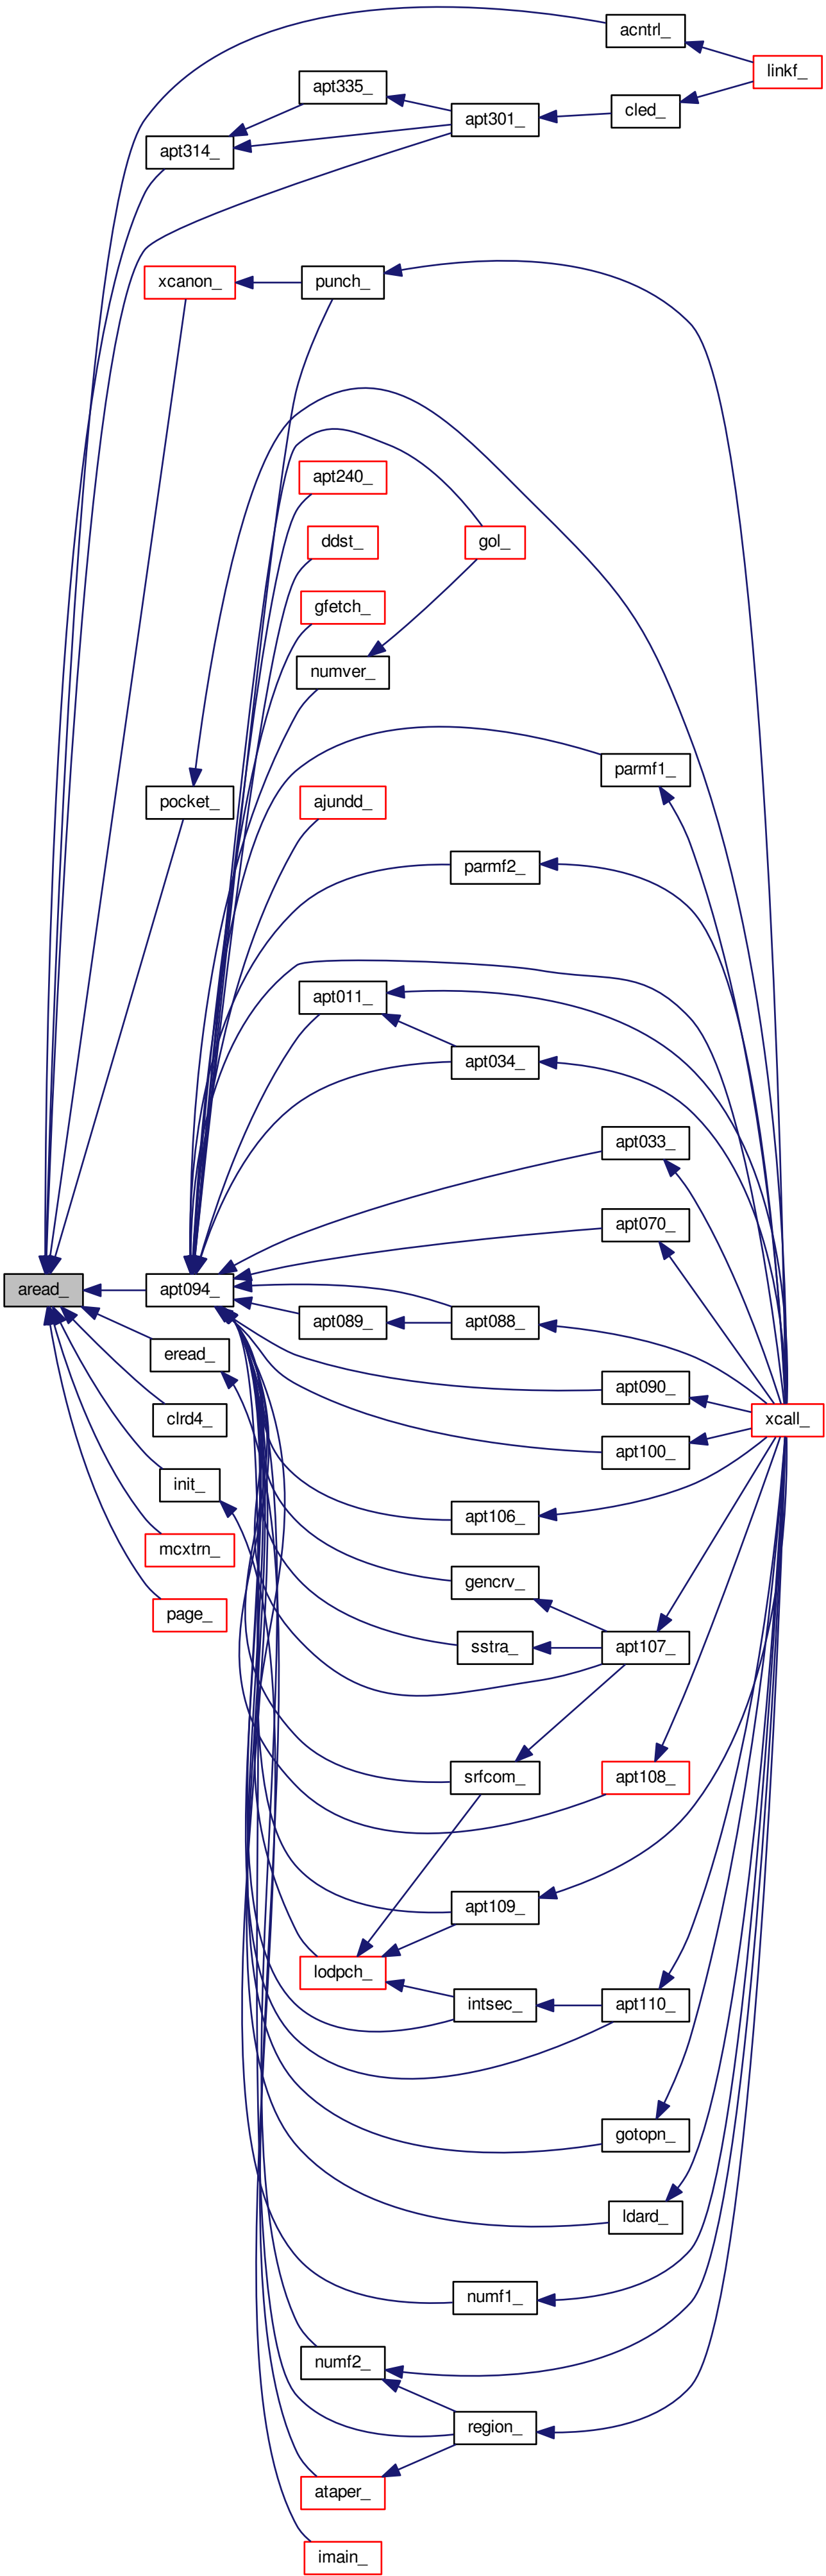 acntrl_
linkf_
apt335_
cled_
apt301_
apt314_
xcanon_
punch_
apt240_
ddst_
gol_
gfetch_
numver_
parmf1_
pocket_
ajundd_
parmf2_
apt011_
apt034_
apt033_
apt070_
aread_
apt094_
apt089_
apt088_
eread_
apt090_
clrd4_
xcall_
apt100_
init_
apt106_
mcxtrn_
gencrv_
page_
sstra_
apt107_
srfcom_
apt108_
apt109_
lodpch_
intsec_
apt110_
gotopn_
ldard_
numf1_
numf2_
region_
ataper_
imain_